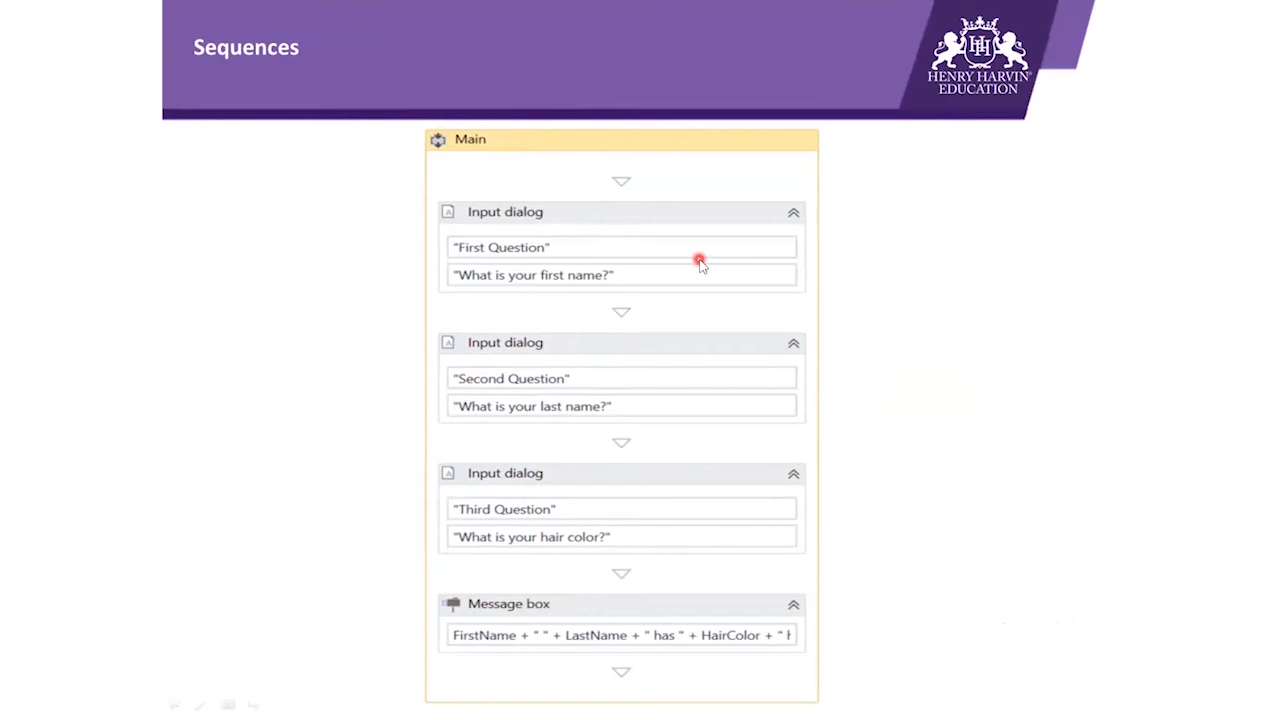 Sequences
HENRY HARVIN®
EDUCATION
Main
Input dialog
"First Question"
"What is your first name?"
Input dialog
"Second Question"
"What is your last name?"
Input dialog
"Third Question"
"What is your hair color?"
Message box
FirstName + " " + LastName + " has " + HairColor + " h